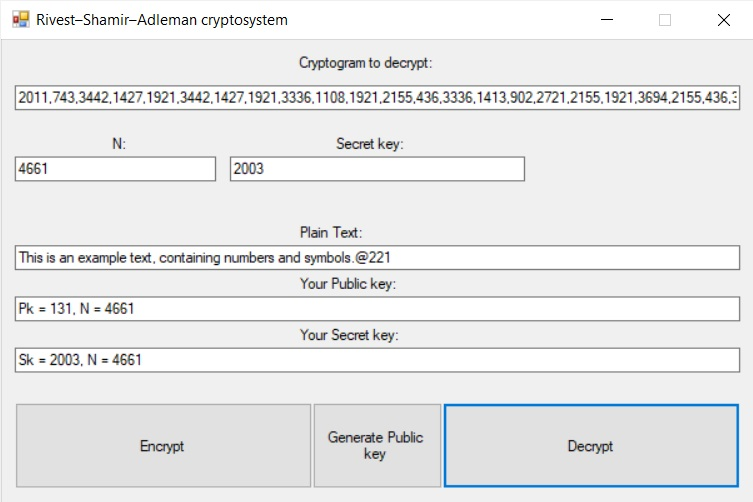 Rivest–Shamir–Adleman cryptosystem
Cryptogram to decrypt:
2011,743,3442,1427,1921,3442,1427,1921,3336,1108,1921,2155,436,3336,1413,902,2721,2155,1921,3694,2155,436,3
N:
Secret key:
4661
2003
Plain Text:
This is an example text, containing numbers and symbols.@221
Your Public key:
Pk = 131, N = 4661
Your Secret key:
Sk = 2003, N = 4661
Encrypt
Generate Public
key
Decrypt